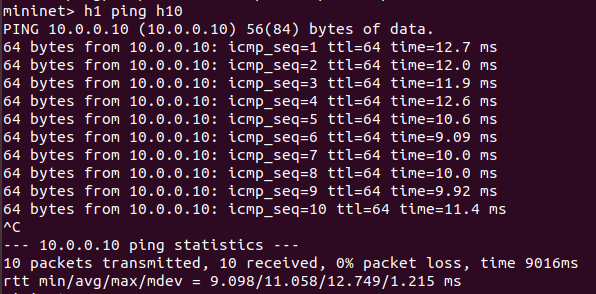 mininet> h1 ping h10
PING 10.0.0.10 (10.0.0.10) 56(84) bytes of data.
64 bytes from 10.0.0.10: icmp_seq=1 ttl=64 time=12.7 ms
64 bytes from 10.0.0.10: icmp_seq=2 ttl=64 time=12.0 ms
64 bytes from 10.0.0.10: icmp_seq=3 ttl=64 time=11.9 ms
64 bytes from 10.0.0.10: icmp_seq=4 ttl=64 time=12.6 ms
64 bytes from 10.0.0.10: icmp_seq=5 ttl=64 time=10.6 ms
64 bytes from 10.0.0.10: icmp_seq=6 ttl=64 time=9.09 ms
64 bytes from 10.0.0.10: icmp_seq=7 ttl=64 time=10.0 ms
64 bytes from 10.0.0.10: icmp_seq=8 ttl=64 time=10.0 ms
64 bytes from 10.0.0.10: icmp_seq=9 ttl=64 time=9.92 ms
64 bytes from 10.0.0.10: icmp_seq=10 ttl=64 time=11.4 ms
^C
--- 10.0.0.10 ping statistics ---
10 packets transmitted, 10 received, 0% packet loss, time 9016ms
rtt min/avg/max/mdev = 9.098/11.058/12.749/1.215 ms